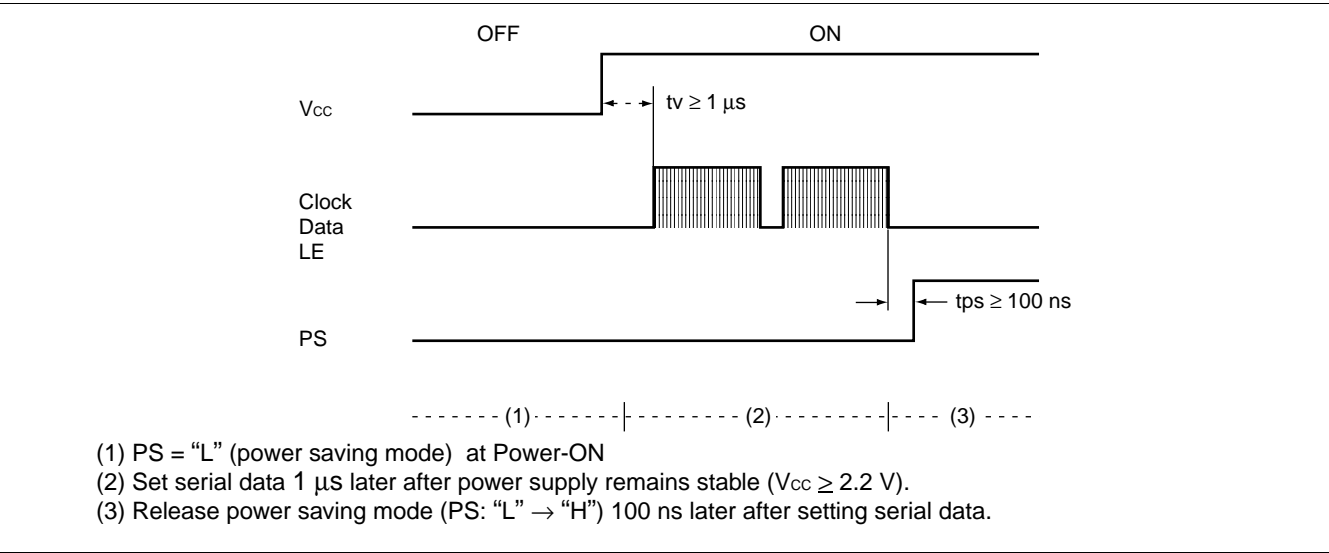 OFF ON
Vcc tv ≥ 1 μs
Clock
Data
LE
tps ≥ 100 ns
PS
(1) (2) (3)
(1) PS = “L” (power saving mode) at Power-ON
(2) Set serial data 1 μs later after power supply remains stable (Vcc ≥ 2.2 V).
(3) Release power saving mode (PS: “L” → “H”) 100 ns later after setting serial data.